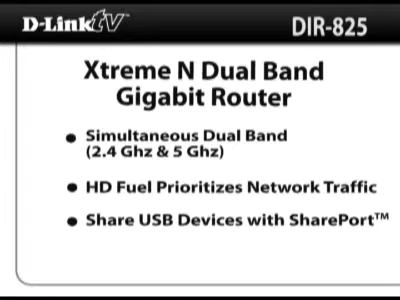 D-Link tv DIR-825
Xtreme N Dual Band
Gigabit Router
• Simultaneous Dual Band
(2.4 Ghz & 5 Ghz)
• HD Fuel Prioritizes Network Traffic
• Share USB Devices with SharePort™